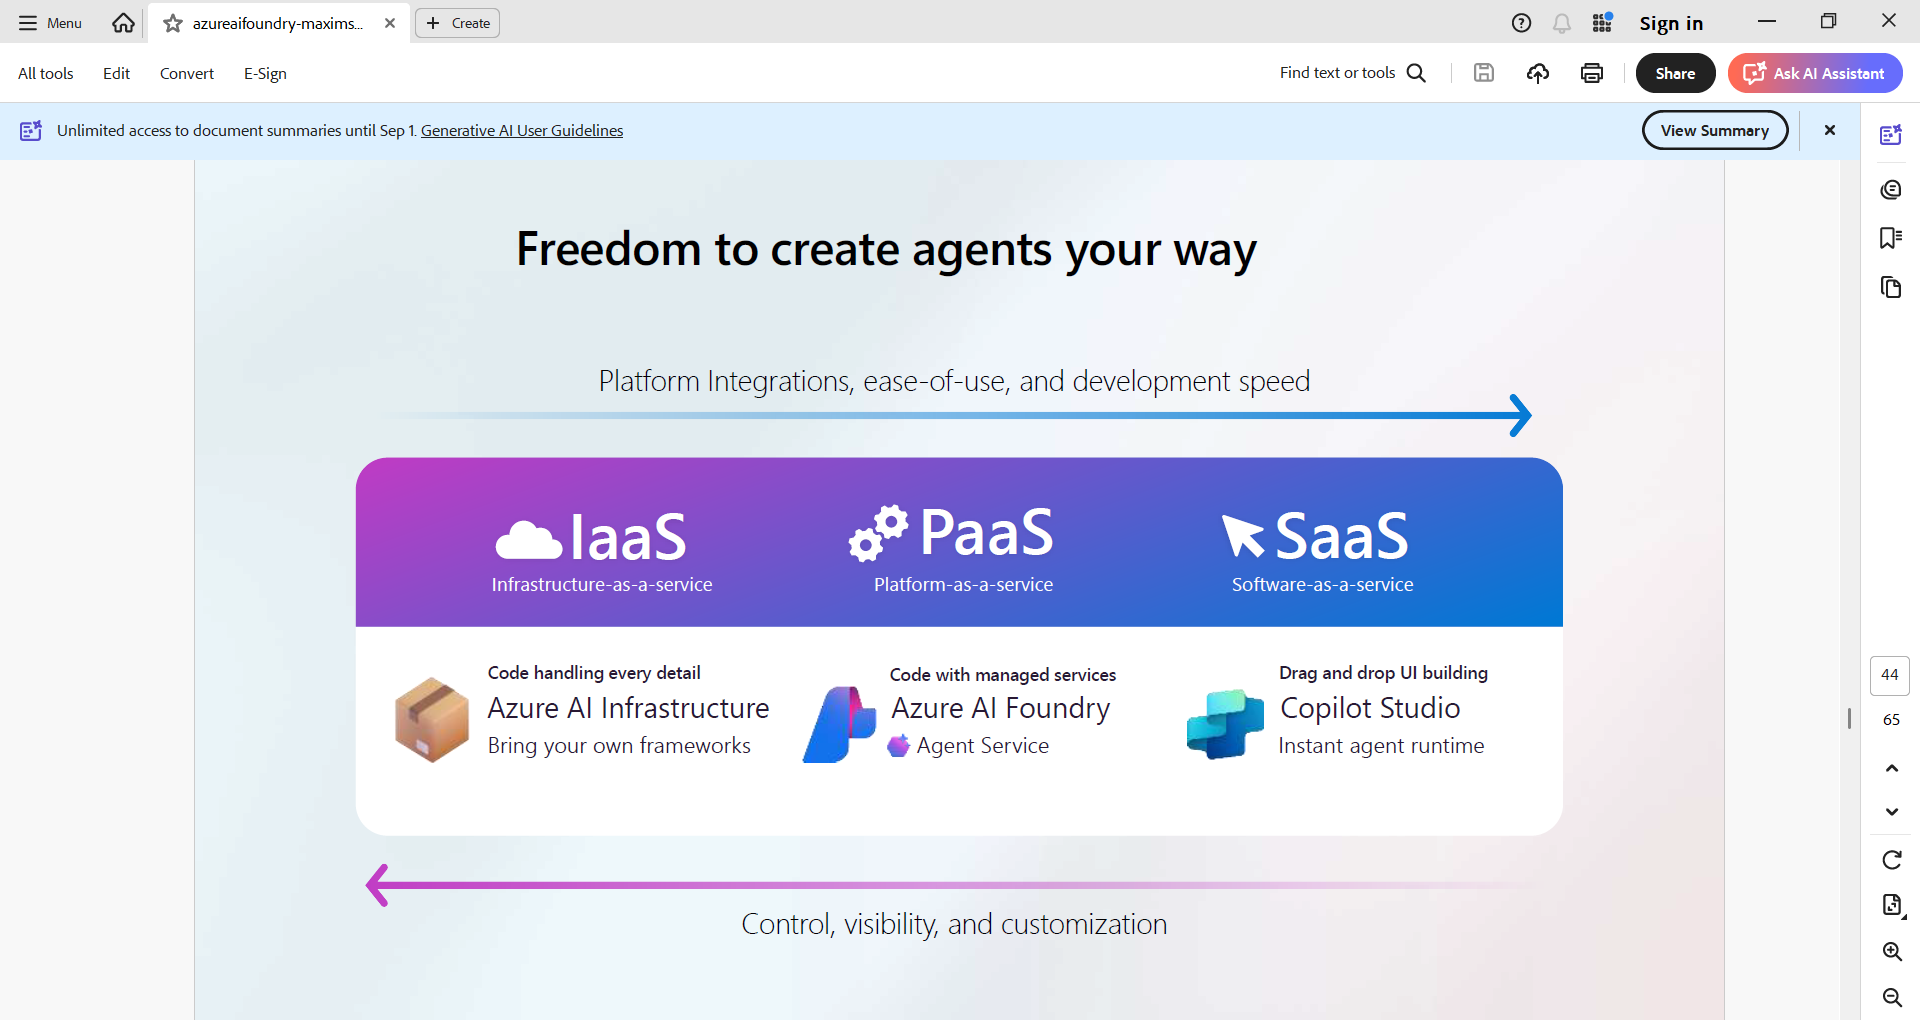 Menu
azureaifoundry-maxims...
Create
Sign in
All tools
Edit
Convert
E-Sign
Find text or tools
Share
Ask AI Assistant
Unlimited access to document summaries until Sep 1. Generative AI User Guidelines
View Summary
Freedom to create agents your way
Platform Integrations, ease-of-use, and development speed
IaaS
Infrastructure-as-a-service
PaaS
Platform-as-a-service
SaaS
Software-as-a-service
Code handling every detail
Azure AI Infrastructure
Bring your own frameworks
Code with managed services
Azure AI Foundry
Agent Service
Drag and drop UI building
Copilot Studio
Instant agent runtime
Control, visibility, and customization
44
65